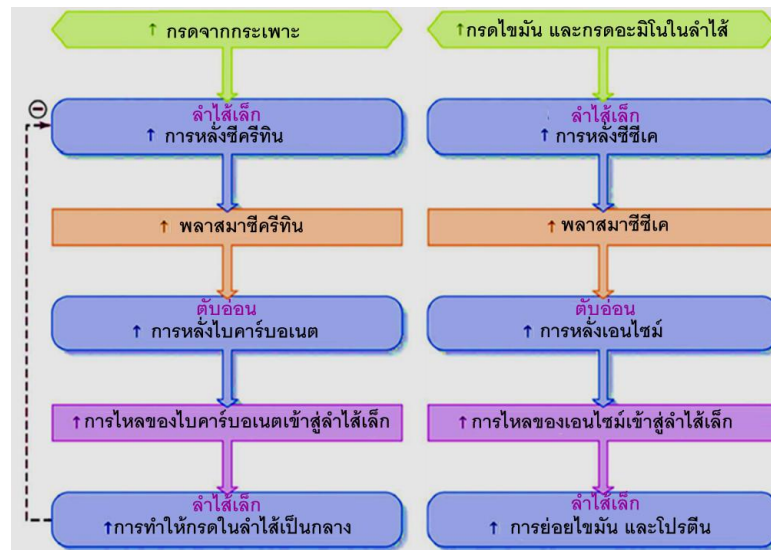 ↑ กรดจากกระเพาะ
ลำไส้เล็ก
↑ การหลั่งซีครีทิน
↑ พลาสมาซีครีทิน
ตับอ่อน
↑ การหลั่งไบคาร์บอเนต
↑การไหลของไบคาร์บอเนตเข้าสู่ลำไส้เล็ก
ลำไส้เล็ก
↑การทำให้กรดในลำไส้เป็นกลาง
⊖
↑กรดไขมัน และกรดอะมิโนในลำไส้
ลำไส้เล็ก
↑ การหลั่งซีซีเค
↑ พลาสมาซีซีเค
ตับอ่อน
↑ การหลั่งเอนไซม์
↑ การไหลของเอนไซม์เข้าสู่ลำไส้เล็ก
ลำไส้เล็ก
↑ การย่อยไขมัน และโปรตีน